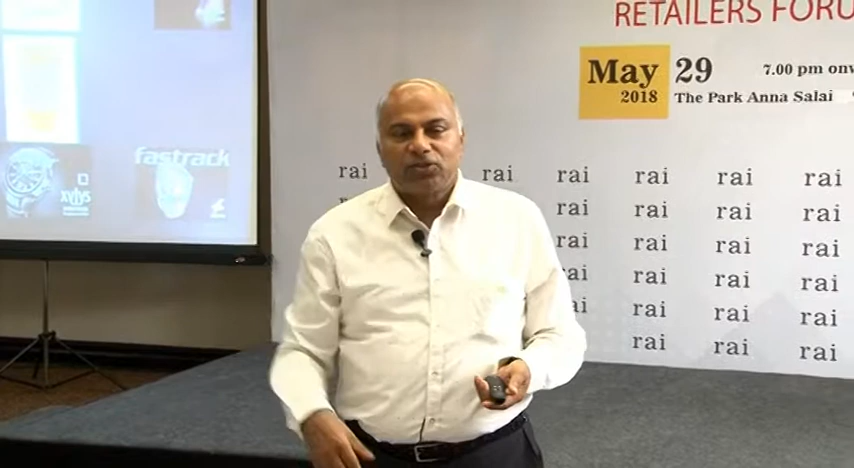 RETAILERS FORU
May 29 7.00 pm onw
2018 The Park Anna Salai
rai rai rai rai rai rai
rai rai rai rai
rai rai rai rai
rai rai rai rai
rai rai rai rai
rai rai rai
fastrack
xylys